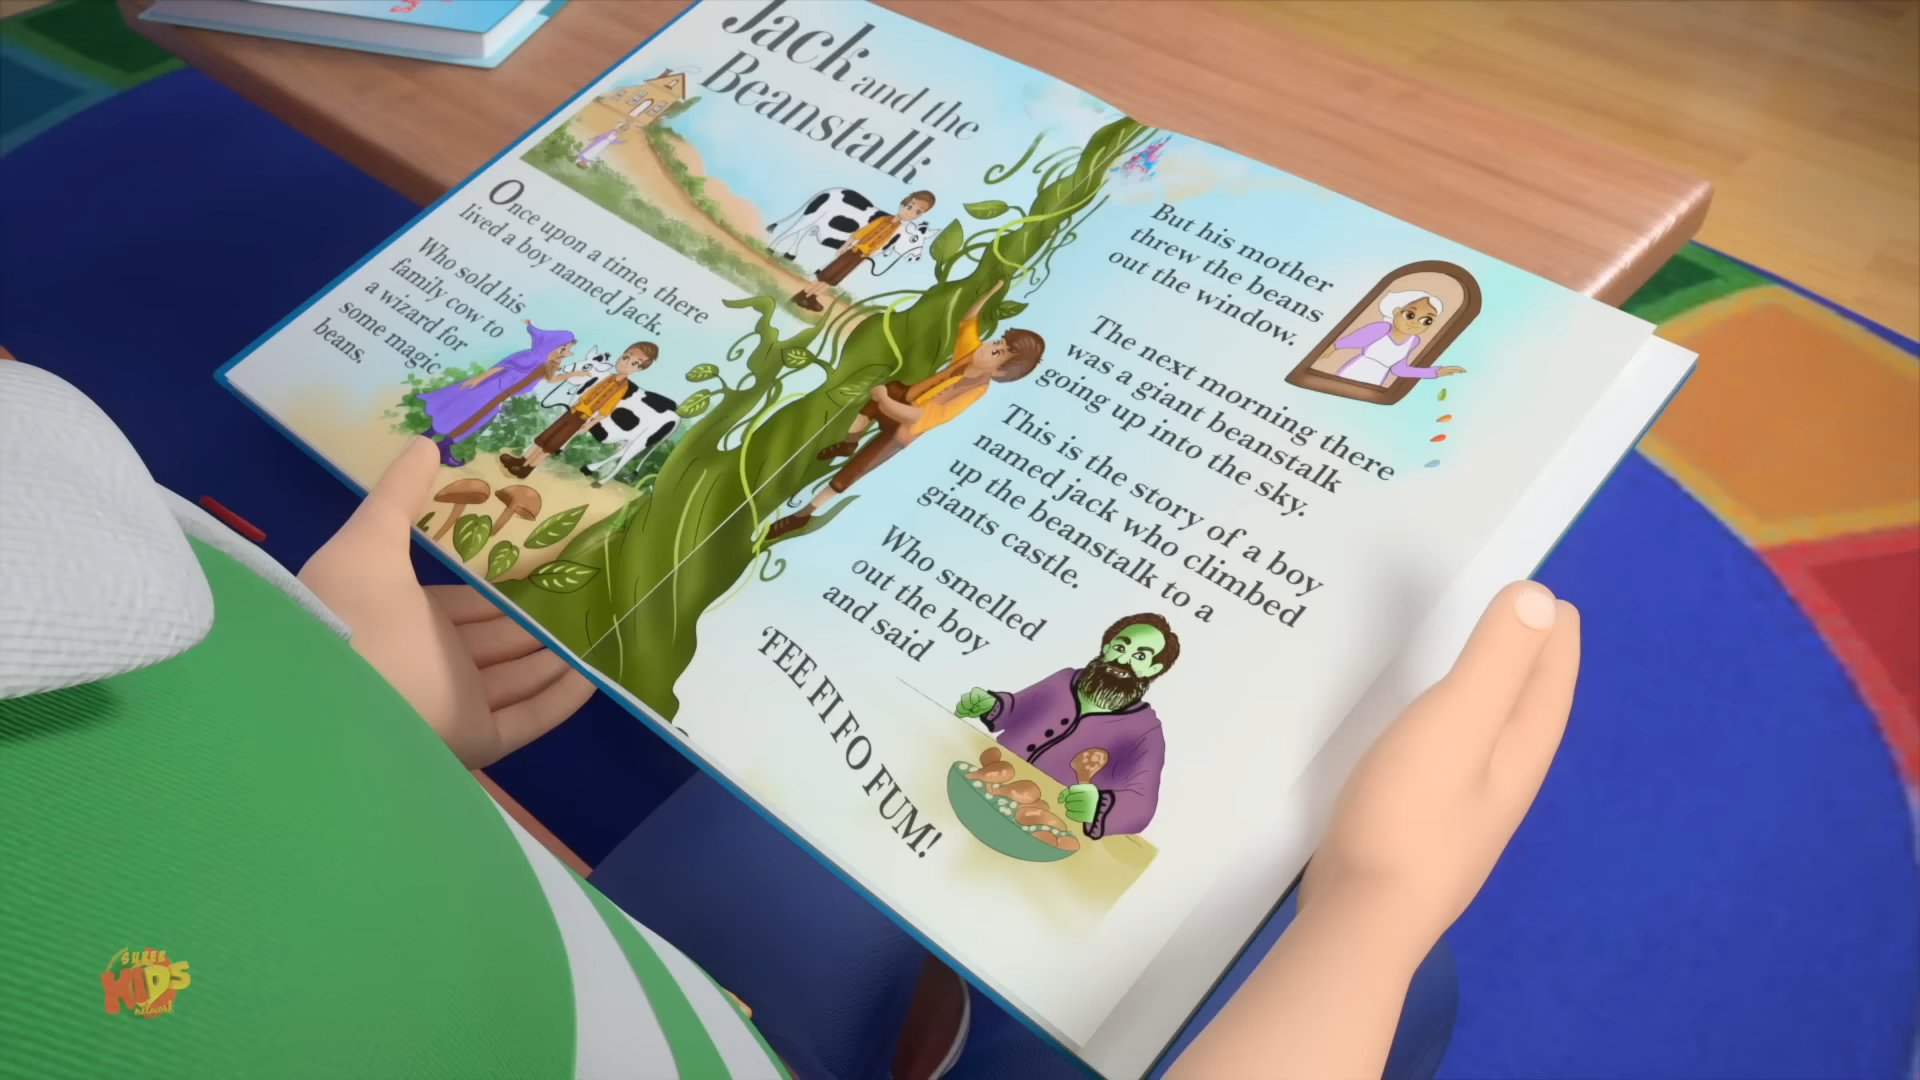 Jack and the
Beanstalk
Once upon a time, there
lived a boy named Jack.
Who sold his
family cow to
a wizard for
some magic
beans.
But his mother
threw the beans
out the window.
The next morning there
was a giant beanstalk
going up into the sky.
This is the story of a boy
named jack who climbed
up the beanstalk to a
giants castle.
Who smelled
out the boy
and said
‘FEE FI FO FUM!
SUPER
KIDS
network